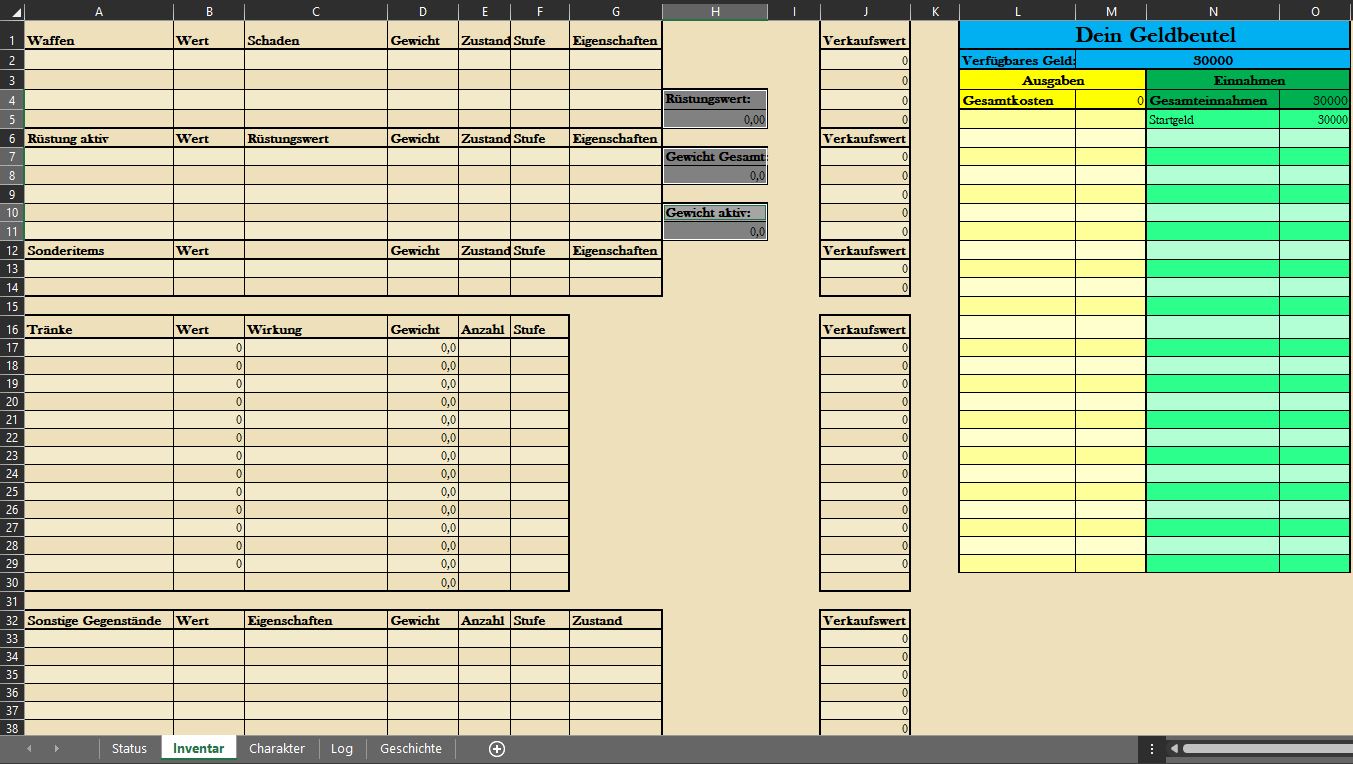 A B C D E F G H I J K L M N O
1 Waffen Wert Schaden Gewicht Zustand Stufe Eigenschaften Verkaufswert Dein Geldbeutel
2 0 Verfügbares Geld: 30000
3 0 Ausgaben Einnahmen
4 Rüstungswert: 0 Gesamtkosten 0 Gesamteinnahmen 30000
5 0,00 0 Startgeld 30000
6 Rüstung aktiv Wert Rüstungswert Gewicht Zustand Stufe Eigenschaften Verkaufswert
7 Gewicht Gesamt: 0
8 0,0 0
9 0
10 Gewicht aktiv: 0
11 0,0 0
12 Sonderitems Wert Gewicht Zustand Stufe Eigenschaften Verkaufswert
13 0
14 0
15
16 Tränke Wert Wirkung Gewicht Anzahl Stufe Verkaufswert
17 0 0,0 0
18 0 0,0 0
19 0 0,0 0
20 0 0,0 0
21 0 0,0 0
22 0 0,0 0
23 0 0,0 0
24 0 0,0 0
25 0 0,0 0
26 0 0,0 0
27 0 0,0 0
28 0 0,0 0
29 0 0,0 0
30 0,0
31
32 Sonstige Gegenstände Wert Eigenschaften Gewicht Anzahl Stufe Zustand Verkaufswert
33 0
34 0
35 0
36 0
37 0
38 0
Status Inventar Charakter Log Geschichte